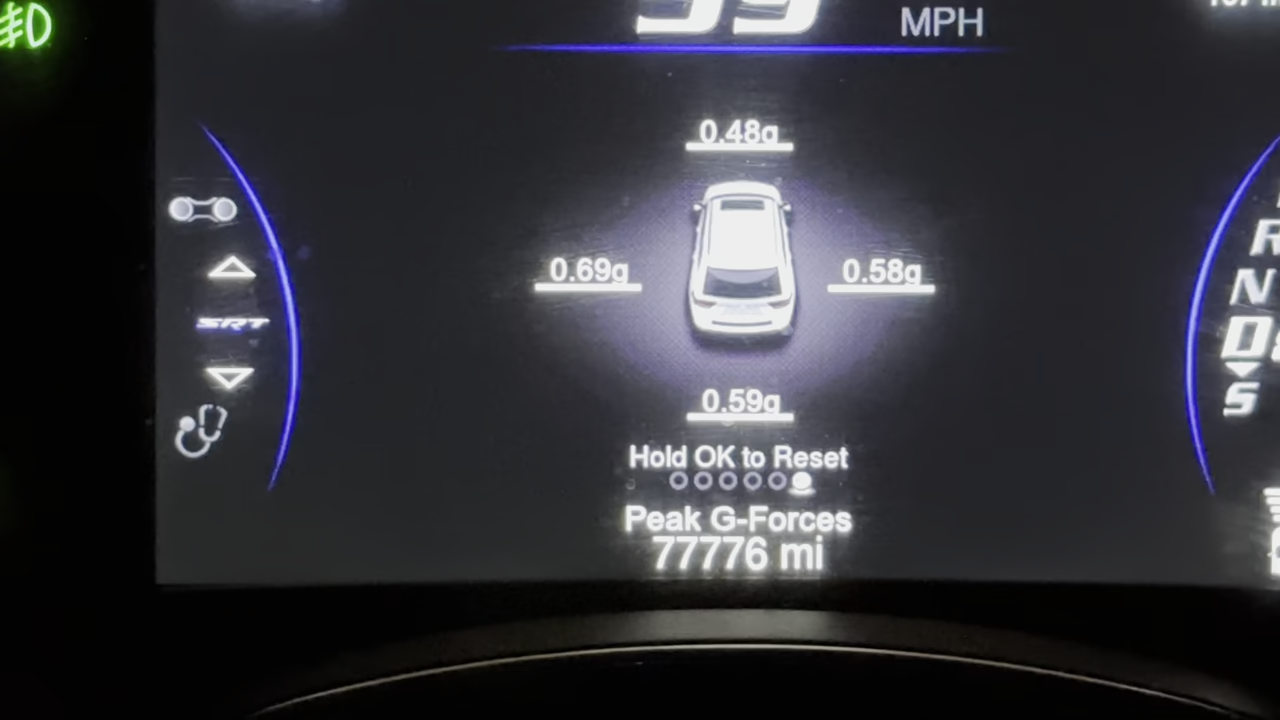 MPH
0.48g
0.69g
0.58g
SRT
R
N
D
S
0.59g
Hold OK to Reset
Peak G-Forces
77776 mi